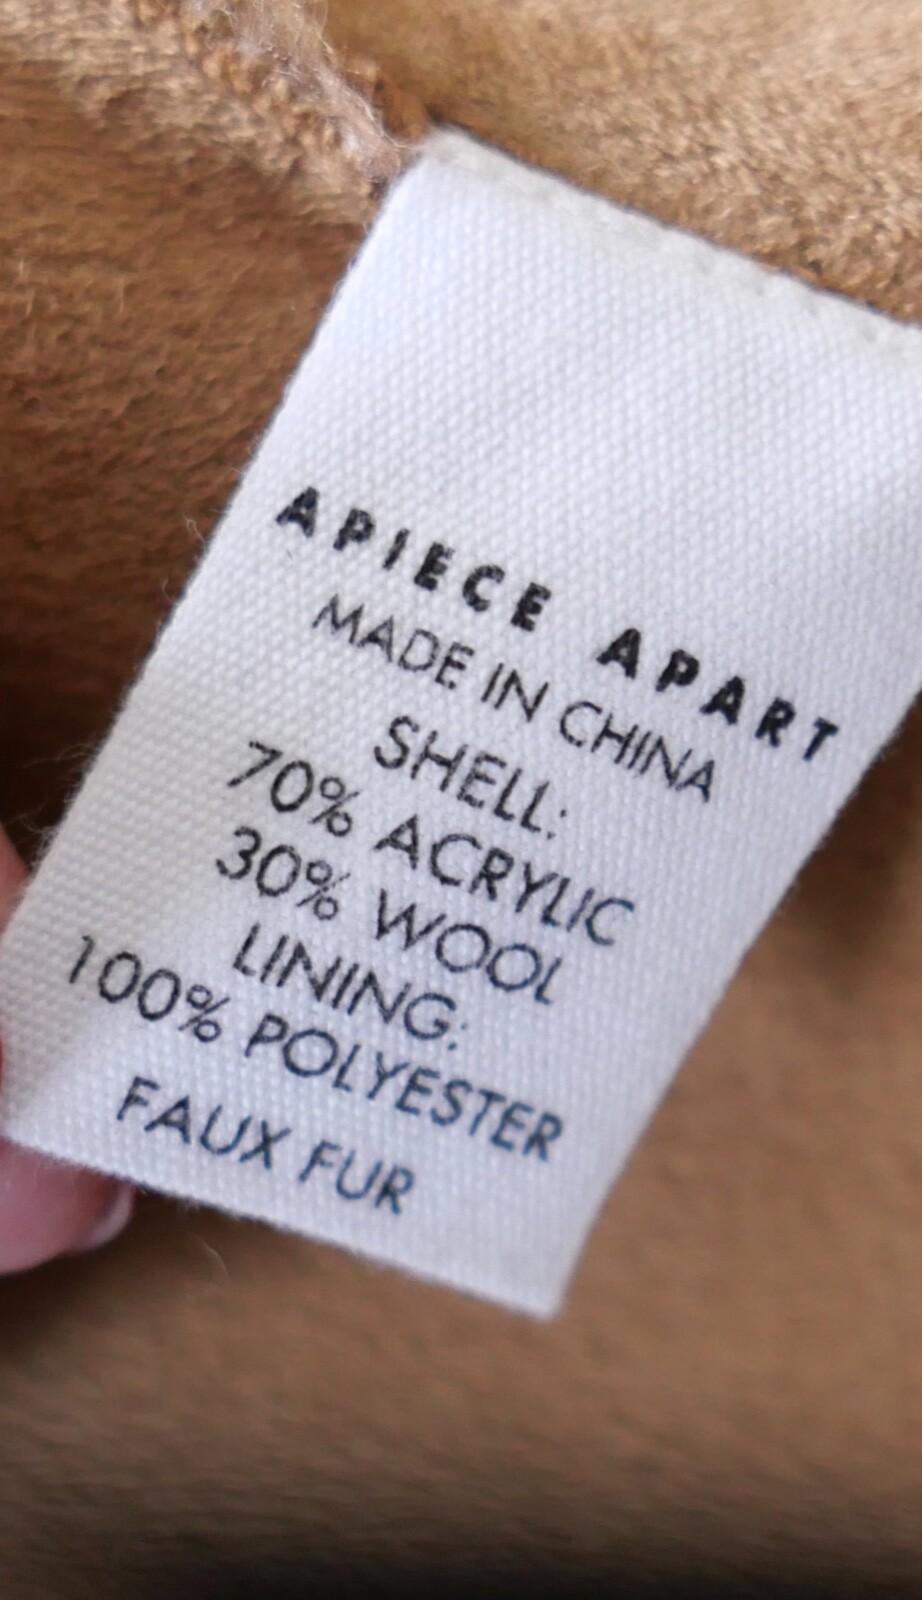 APIECE APART
MADE IN CHINA
SHELL:
70% ACRYLIC
30% WOOL
LINING:
100% POLYESTER
FAUX FUR